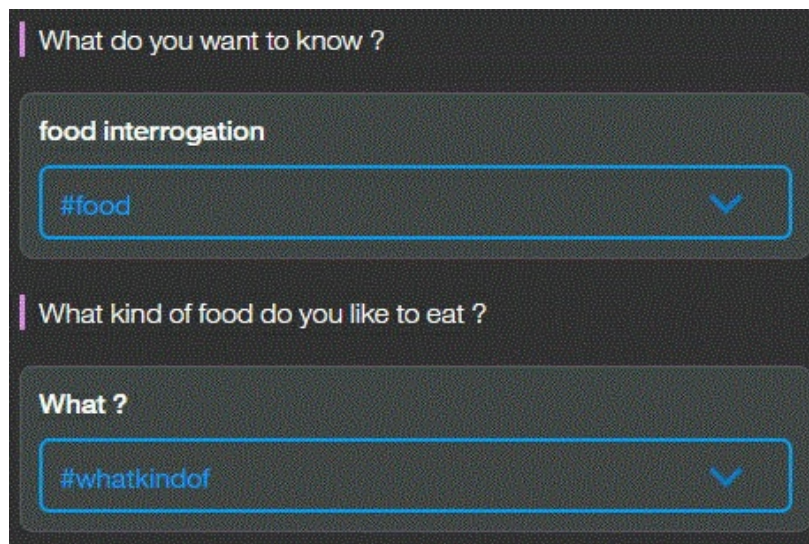 What do you want to know ?
food interrogation
#food
What kind of food do you like to eat ?
What ?
#whatkindof